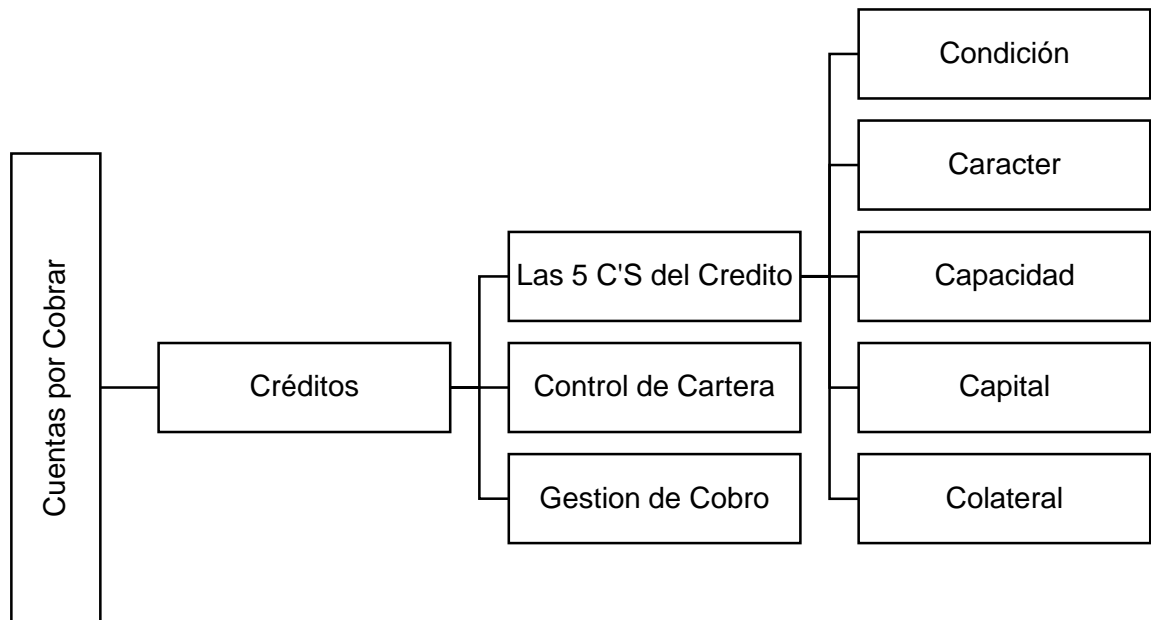 Cuentas por Cobrar
Créditos
Las 5 C'S del Credito
Control de Cartera
Gestion de Cobro
Condición
Caracter
Capacidad
Capital
Colateral